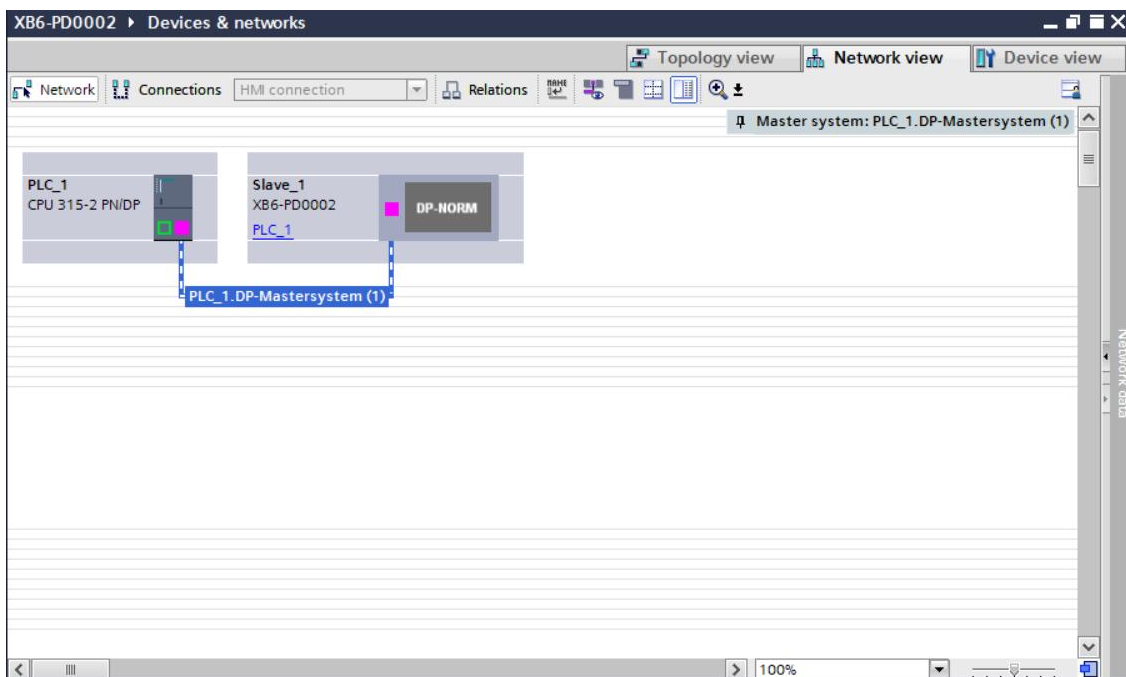 XB6-PD0002 ▸ Devices & networks
Topology view
Network view
Device view
Network
Connections
HMI connection
Relations
NAME
Master system: PLC_1.DP-Mastersystem (1)
PLC_1
CPU 315-2 PN/DP
Slave_1
XB6-PD0002
PLC_1
DP-NORM
PLC_1.DP-Mastersystem (1)
Network data
100%